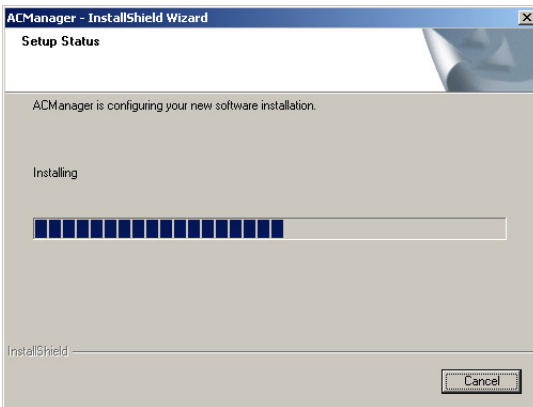 ACManager - InstallShield Wizard
Setup Status
ACManager is configuring your new software installation.
Installing
InstallShield
Cancel